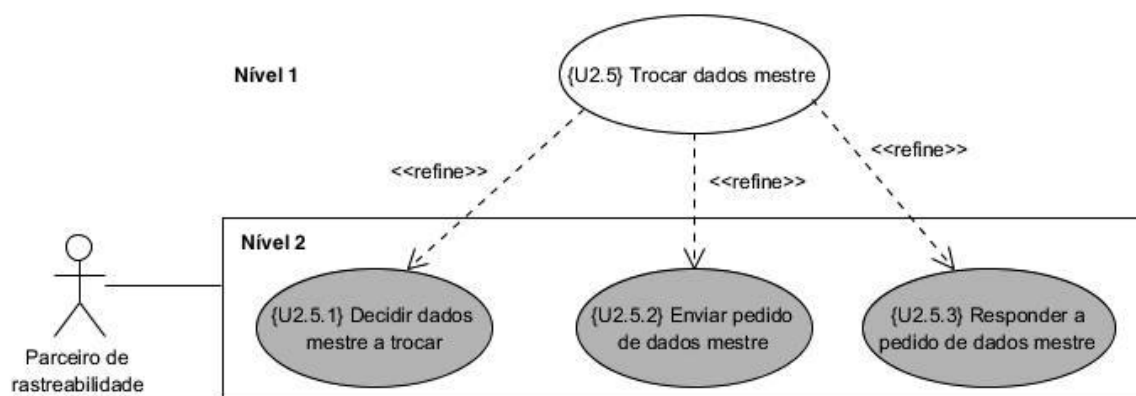 Nível 1
{U2.5} Trocar dados mestre
<<refine>>
<<refine>>
<<refine>>
Nível 2
{U2.5.1} Decidir dados
mestre a trocar
{U2.5.2} Enviar pedido
de dados mestre
{U2.5.3} Responder a
pedido de dados mestre
Parceiro de
rastreabilidade